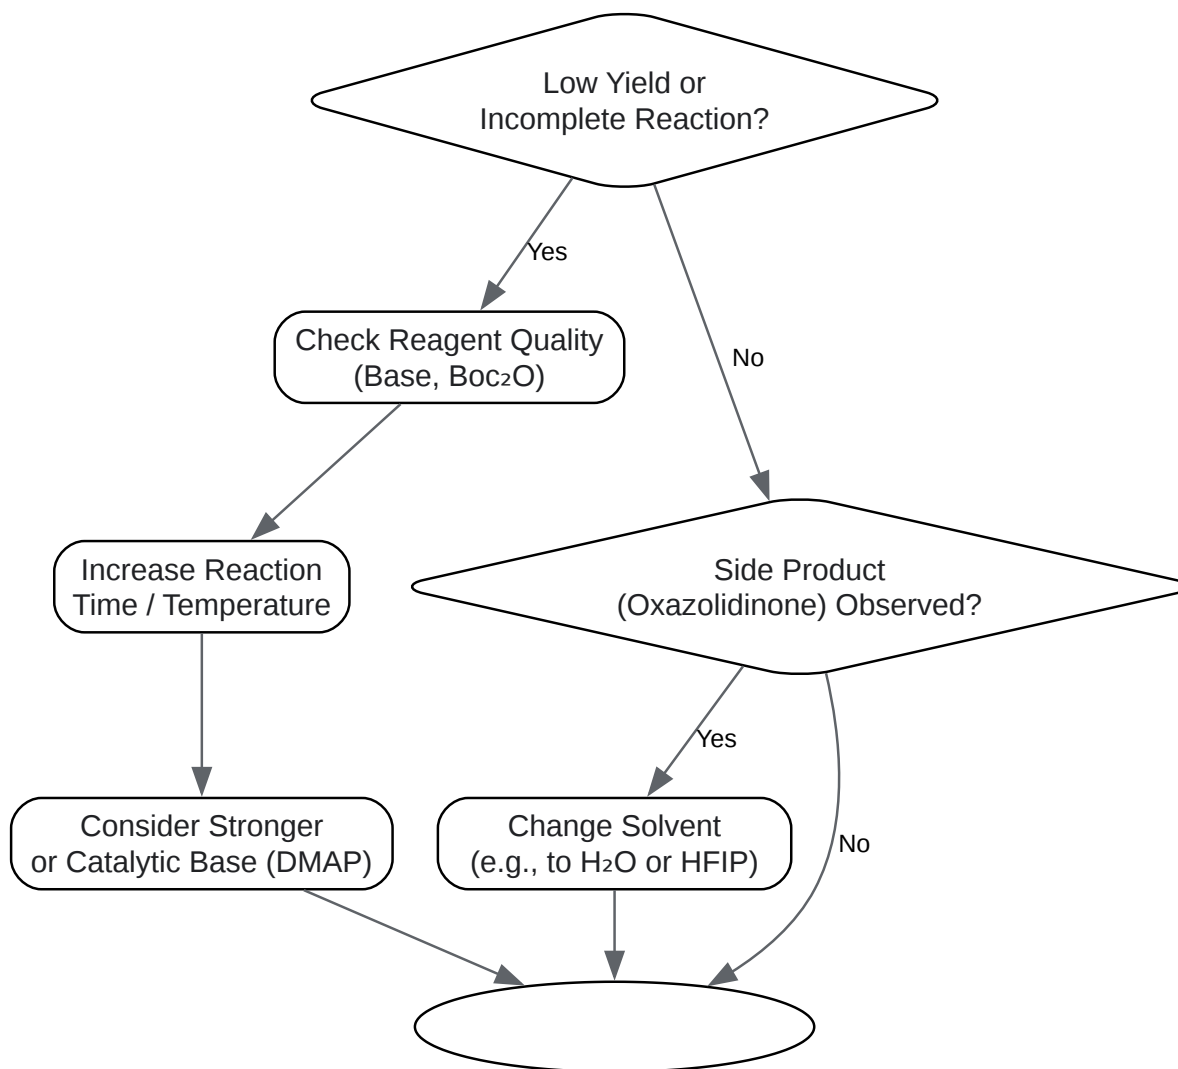 Low Yield or
Incomplete Reaction?
Yes
Check Reagent Quality
(Base, Boc₂O)
No
Increase Reaction
Time / Temperature
Side Product
(Oxazolidinone) Observed?
Yes
Consider Stronger
or Catalytic Base (DMAP)
Change Solvent
(e.g., to H₂O or HFIP)
No